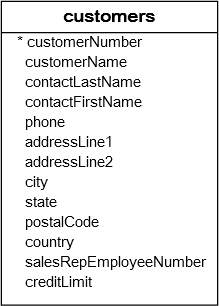 customers
* customerNumber
customerName
contactLastName
contactFirstName
phone
addressLine1
addressLine2
city
state
postalCode
country
salesRepEmployeeNumber
creditLimit